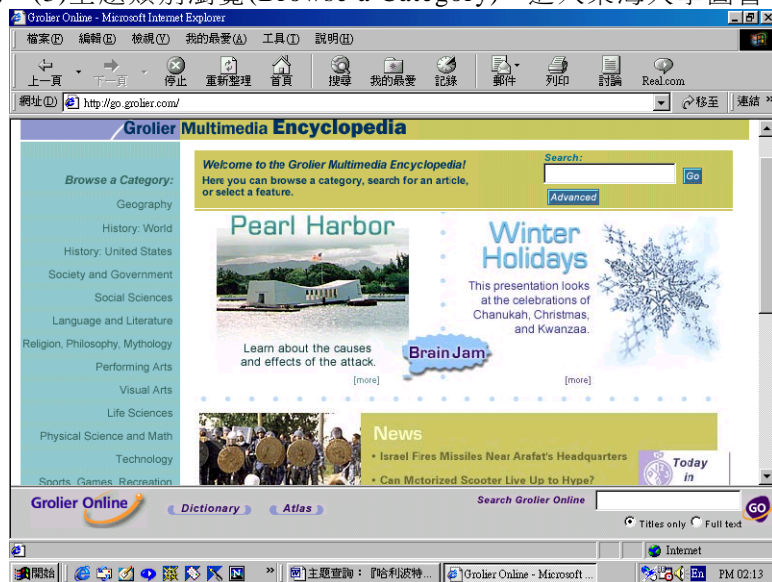 (3)主題類別瀏覽(Browse a Category)
Grolier Online - Microsoft Internet Explorer
檔案(F) 編輯(E) 檢視(V) 我的最愛(A) 工具(T) 說明(H)
上一頁 下一頁 停止 重新整理 首頁 搜尋 我的最愛 記錄 郵件 列印 討論 Real.com
網址(D) http://go.grolier.com/ 移至 連結 »
Grolier Multimedia Encyclopedia
Welcome to the Grolier Multimedia Encyclopedia!
Here you can browse a category, search for an article,
or select a feature.
Search:
Go
Advanced
Browse a Category:
Geography
History: World
History: United States
Society and Government
Social Sciences
Language and Literature
Religion, Philosophy, Mythology
Performing Arts
Visual Arts
Life Sciences
Physical Science and Math
Technology
Sports, Games, Recreation
Pearl Harbor
Learn about the causes
and effects of the attack.
[more]
Brain Jam
Winter
Holidays
This presentation looks
at the celebrations of
Chanukah, Christmas,
and Kwanzaa.
[more]
News
• Israel Fires Missiles Near Arafat's Headquarters
• Can Motorized Scooter Live Up to Hype?
Today
in
Grolier Online
Dictionary
Atlas
Search Grolier Online
GO
Titles only Full text
Internet
開始 » 主題查詢：『哈利波特... Grolier Online - Microsoft ... En PM 02:13